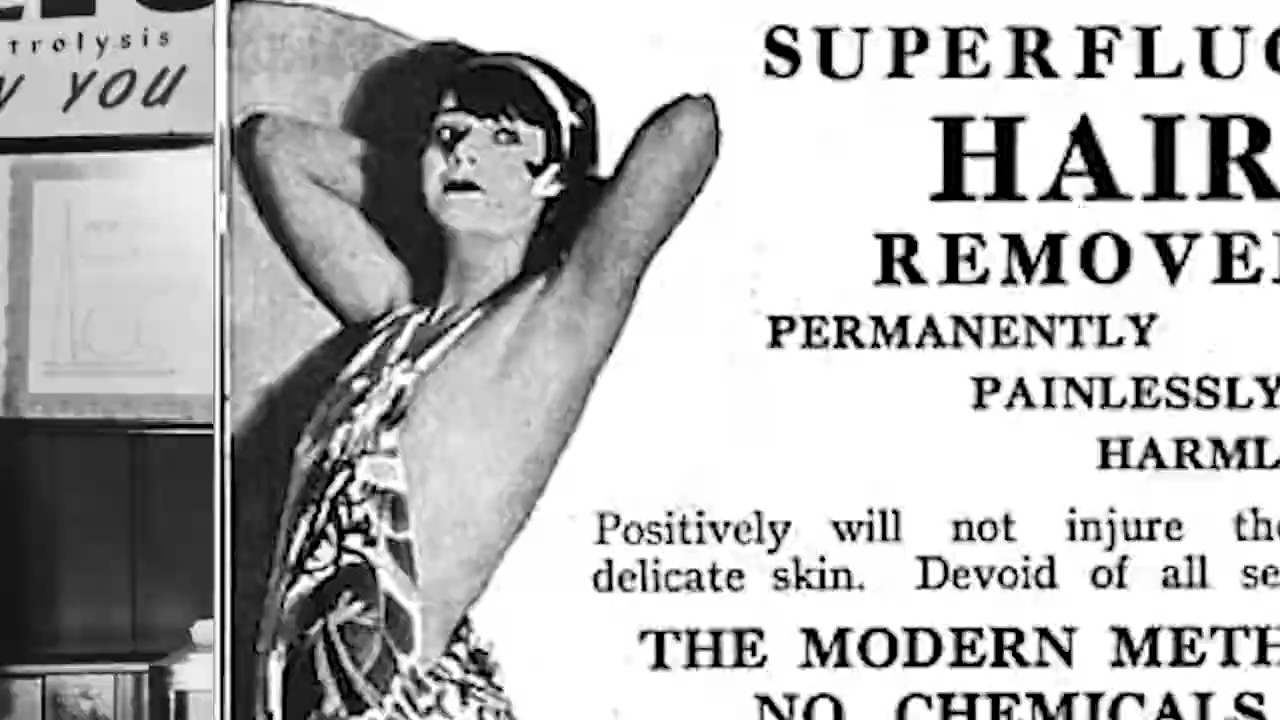 trolysis
YOU
SUPERFLUO
HAIR
REMOVE
PERMANENTLY
PAINLESSLY
HARML
Positively will not injure the
delicate skin. Devoid of all se
THE MODERN METH
NO CHEMICALS